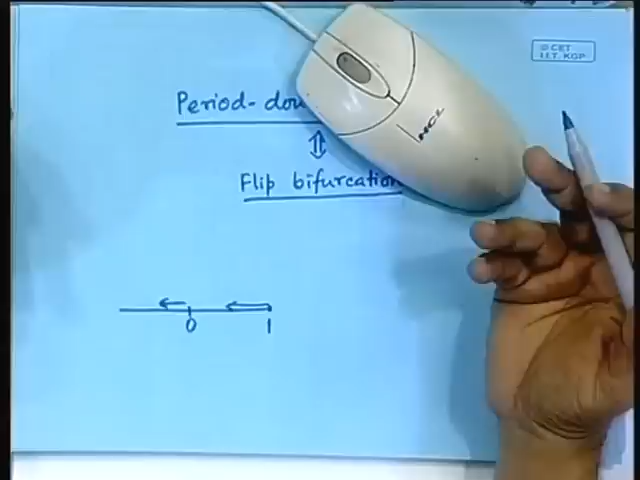 © CET
I.I.T. KGP
Period-dou
HCL
⇕
Flip bifurcation
0
1